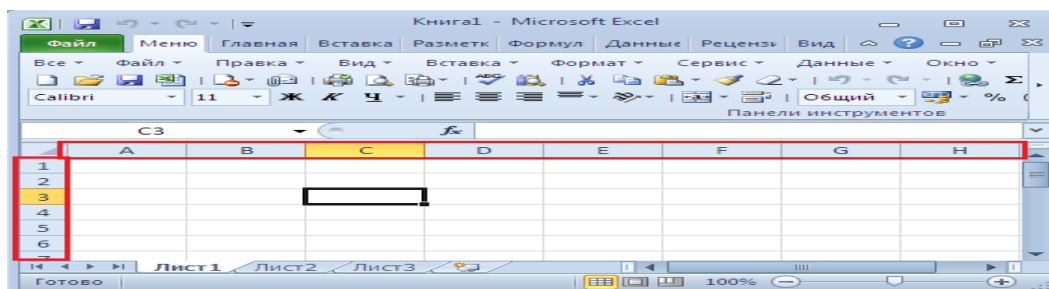 Книга1 - Microsoft Excel
Файл Меню Главная Вставка Разметк Формул Данные Рецензи Вид
Все Файл Правка Вид Вставка Формат Сервис Данные Окно
Calibri 11 Ж К Ч Общий %
Панели инструментов
C3 fx
A B C D E F G H
1
2
3
4
5
6
7
Лист1 Лист2 Лист3
Готово 100%